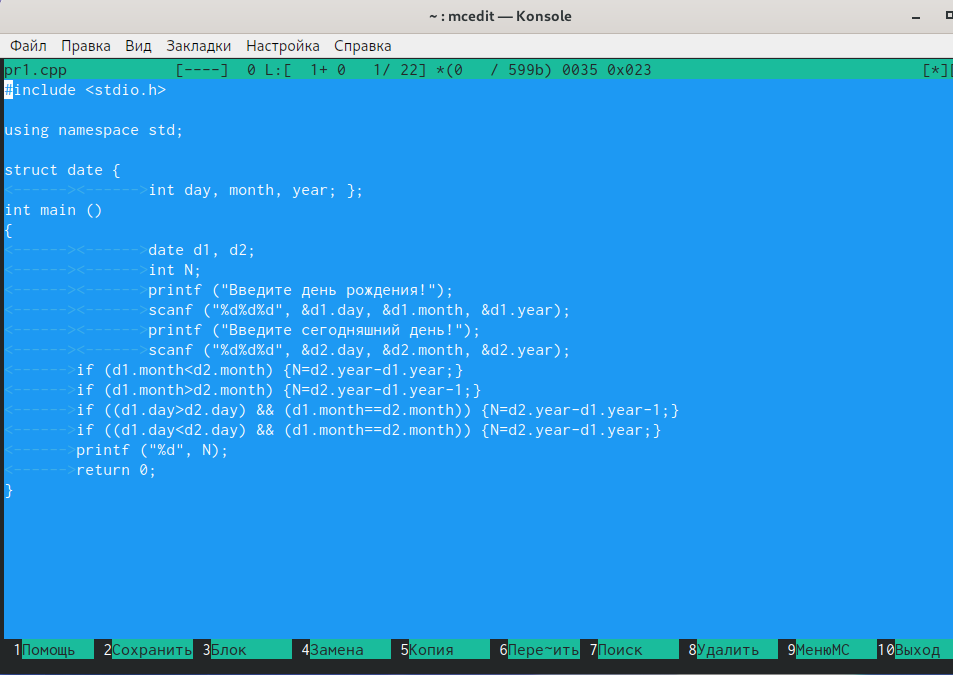 ~ : mcedit — Konsole
Файл Правка Вид Закладки Настройка Справка
pr1.cpp [----] 0 L:[ 1+ 0 1/ 22] *(0 / 599b) 0035 0x023 [*][
#include <stdio.h>
using namespace std;
struct date {
<------><------>int day, month, year; };
int main ()
{
<------><------>date d1, d2;
<------><------>int N;
<------><------>printf ("Введите день рождения!");
<------><------>scanf ("%d%d%d", &d1.day, &d1.month, &d1.year);
<------><------>printf ("Введите сегодняшний день!");
<------><------>scanf ("%d%d%d", &d2.day, &d2.month, &d2.year);
<------>if (d1.month<d2.month) {N=d2.year-d1.year;}
<------>if (d1.month>d2.month) {N=d2.year-d1.year-1;}
<------>if ((d1.day>d2.day) && (d1.month==d2.month)) {N=d2.year-d1.year-1;}
<------>if ((d1.day<d2.day) && (d1.month==d2.month)) {N=d2.year-d1.year;}
<------>printf ("%d", N);
<------>return 0;
}
1Помощь 2Сохранить 3Блок 4Замена 5Копия 6Пере~ить 7Поиск 8Удалить 9МенюMC 10Выход